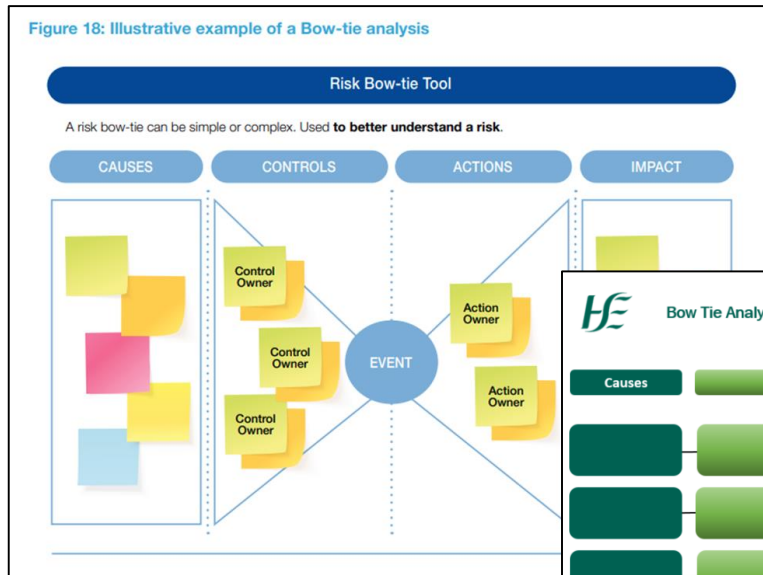 Figure 18: Illustrative example of a Bow-tie analysis
Risk Bow-tie Tool
A risk bow-tie can be simple or complex. Used to better understand a risk.
CAUSES
CONTROLS
ACTIONS
IMPACT
Control
Owner
Control
Owner
Control
Owner
EVENT
Action
Owner
Action
Owner
HSE
Bow Tie Analy
Causes